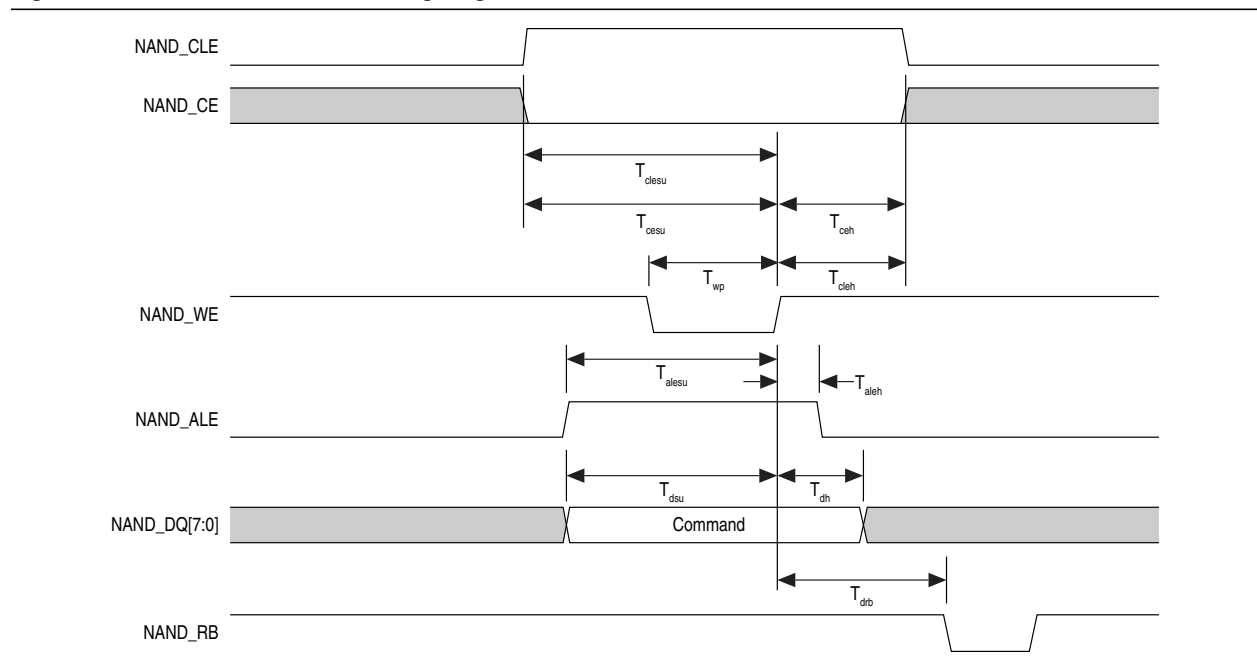 NAND_CLE
NAND_CE
T_clesu
T_cesu T_ceh
T_wp T_cleh
NAND_WE
T_alesu T_aleh
NAND_ALE
T_dsu T_dh
NAND_DQ[7:0] Command
T_drb
NAND_RB